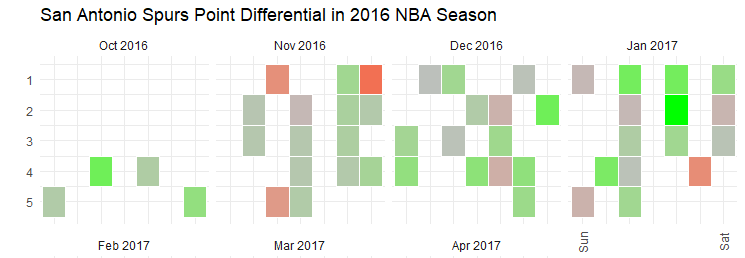 San Antonio Spurs Point Differential in 2016 NBA Season
Oct 2016 Nov 2016 Dec 2016 Jan 2017
1
2
3
4
5
Sun Sat
Feb 2017 Mar 2017 Apr 2017